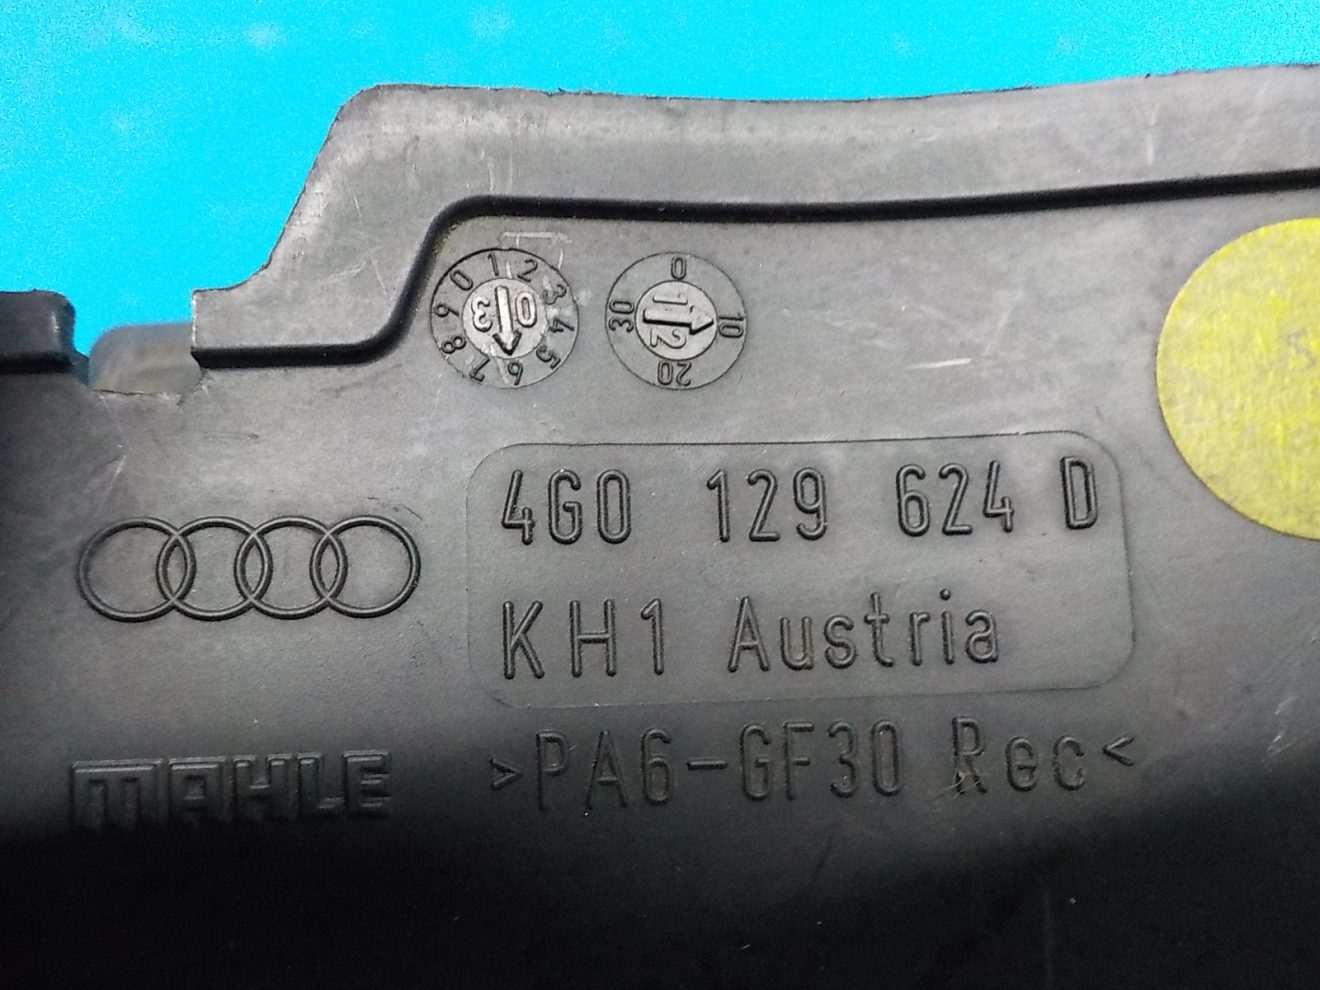 0 1 2 3 4 5 6 7 8 9
03
0 10 20 30
12
4G0 129 624 D
KH1 Austria
MAHLE
>PA6-GF30 Rec<